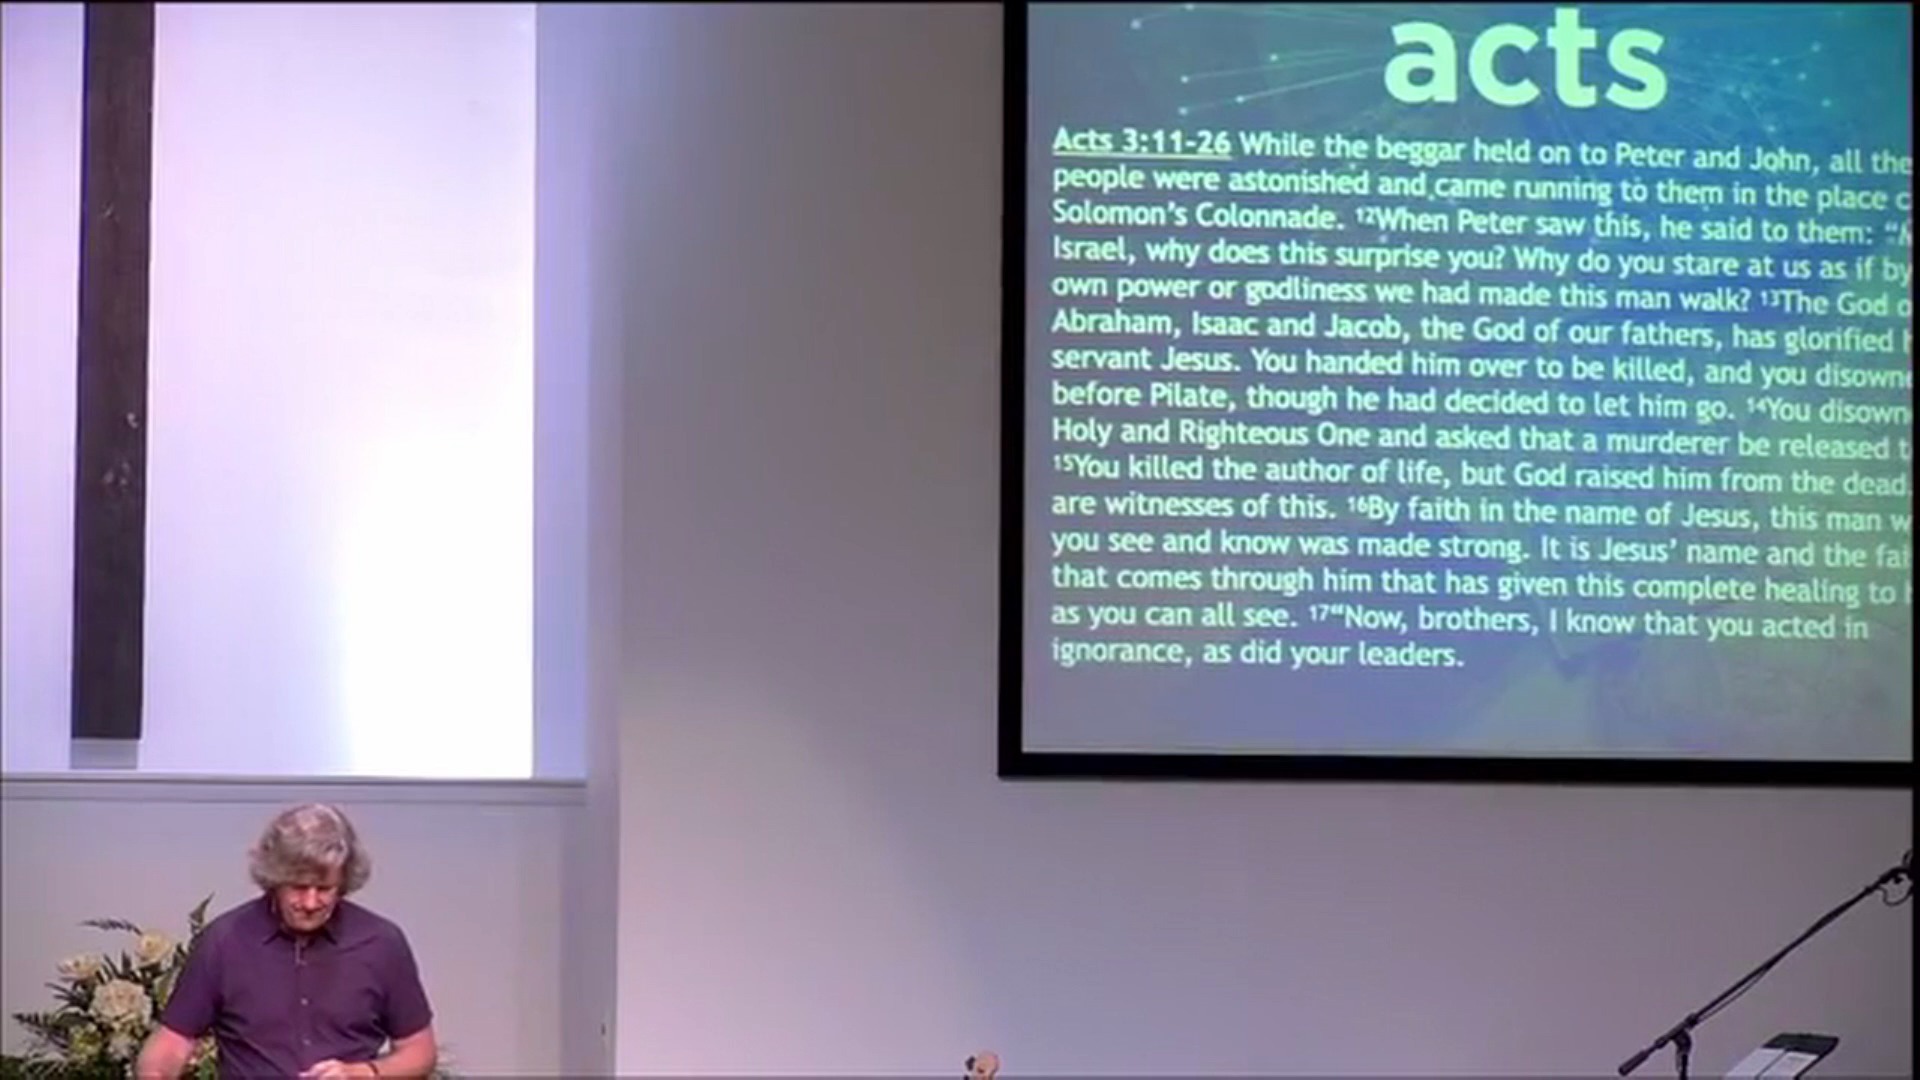 acts
Acts 3:11-26 While the beggar held on to Peter and John, all the
people were astonished and came running to them in the place
Solomon's Colonnade. ¹²When Peter saw this, he said to them: "
Israel, why does this surprise you? Why do you stare at us as if by
own power or godliness we had made this man walk? ¹³The God
Abraham, Isaac and Jacob, the God of our fathers, has glorified
servant Jesus. You handed him over to be killed, and you
before Pilate, though he had decided to let him go. ¹⁴You
Holy and Righteous One and asked that a murderer be released
¹⁵You killed the author of life, but God raised him from the dead.
are witnesses of this. ¹⁶By faith in the name of Jesus, this man
you see and know was made strong. It is Jesus' name and the
that comes through him that has given this complete healing to
as you can all see. ¹⁷"Now, brothers, I know that you acted in
ignorance, as did your leaders.